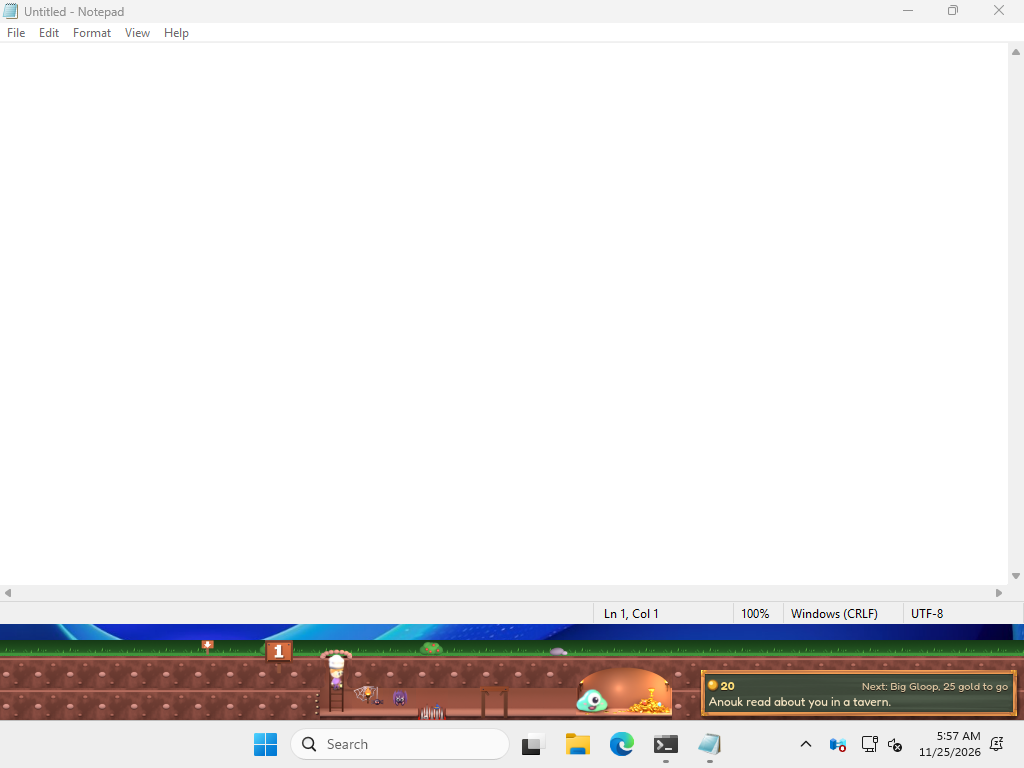 Untitled - Notepad
File Edit Format View Help
Ln 1, Col 1 100% Windows (CRLF) UTF-8
1
20 Next: Big Gloop, 25 gold to go
Anouk read about you in a tavern.
Search
5:57 AM
11/25/2026